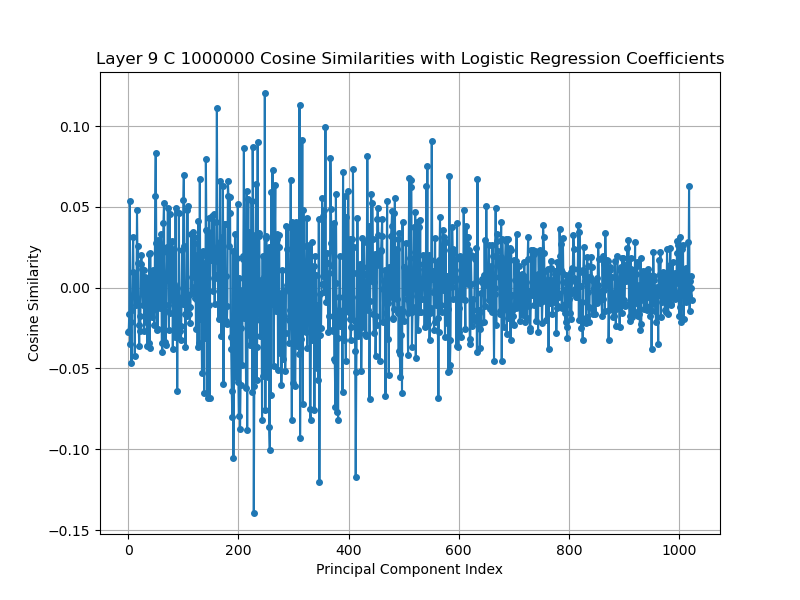 Layer 9 C 1000000 Cosine Similarities with Logistic Regression Coefficients
0.10
0.05
0.00
−0.05
−0.10
−0.15
Cosine Similarity
0 200 400 600 800 1000
Principal Component Index